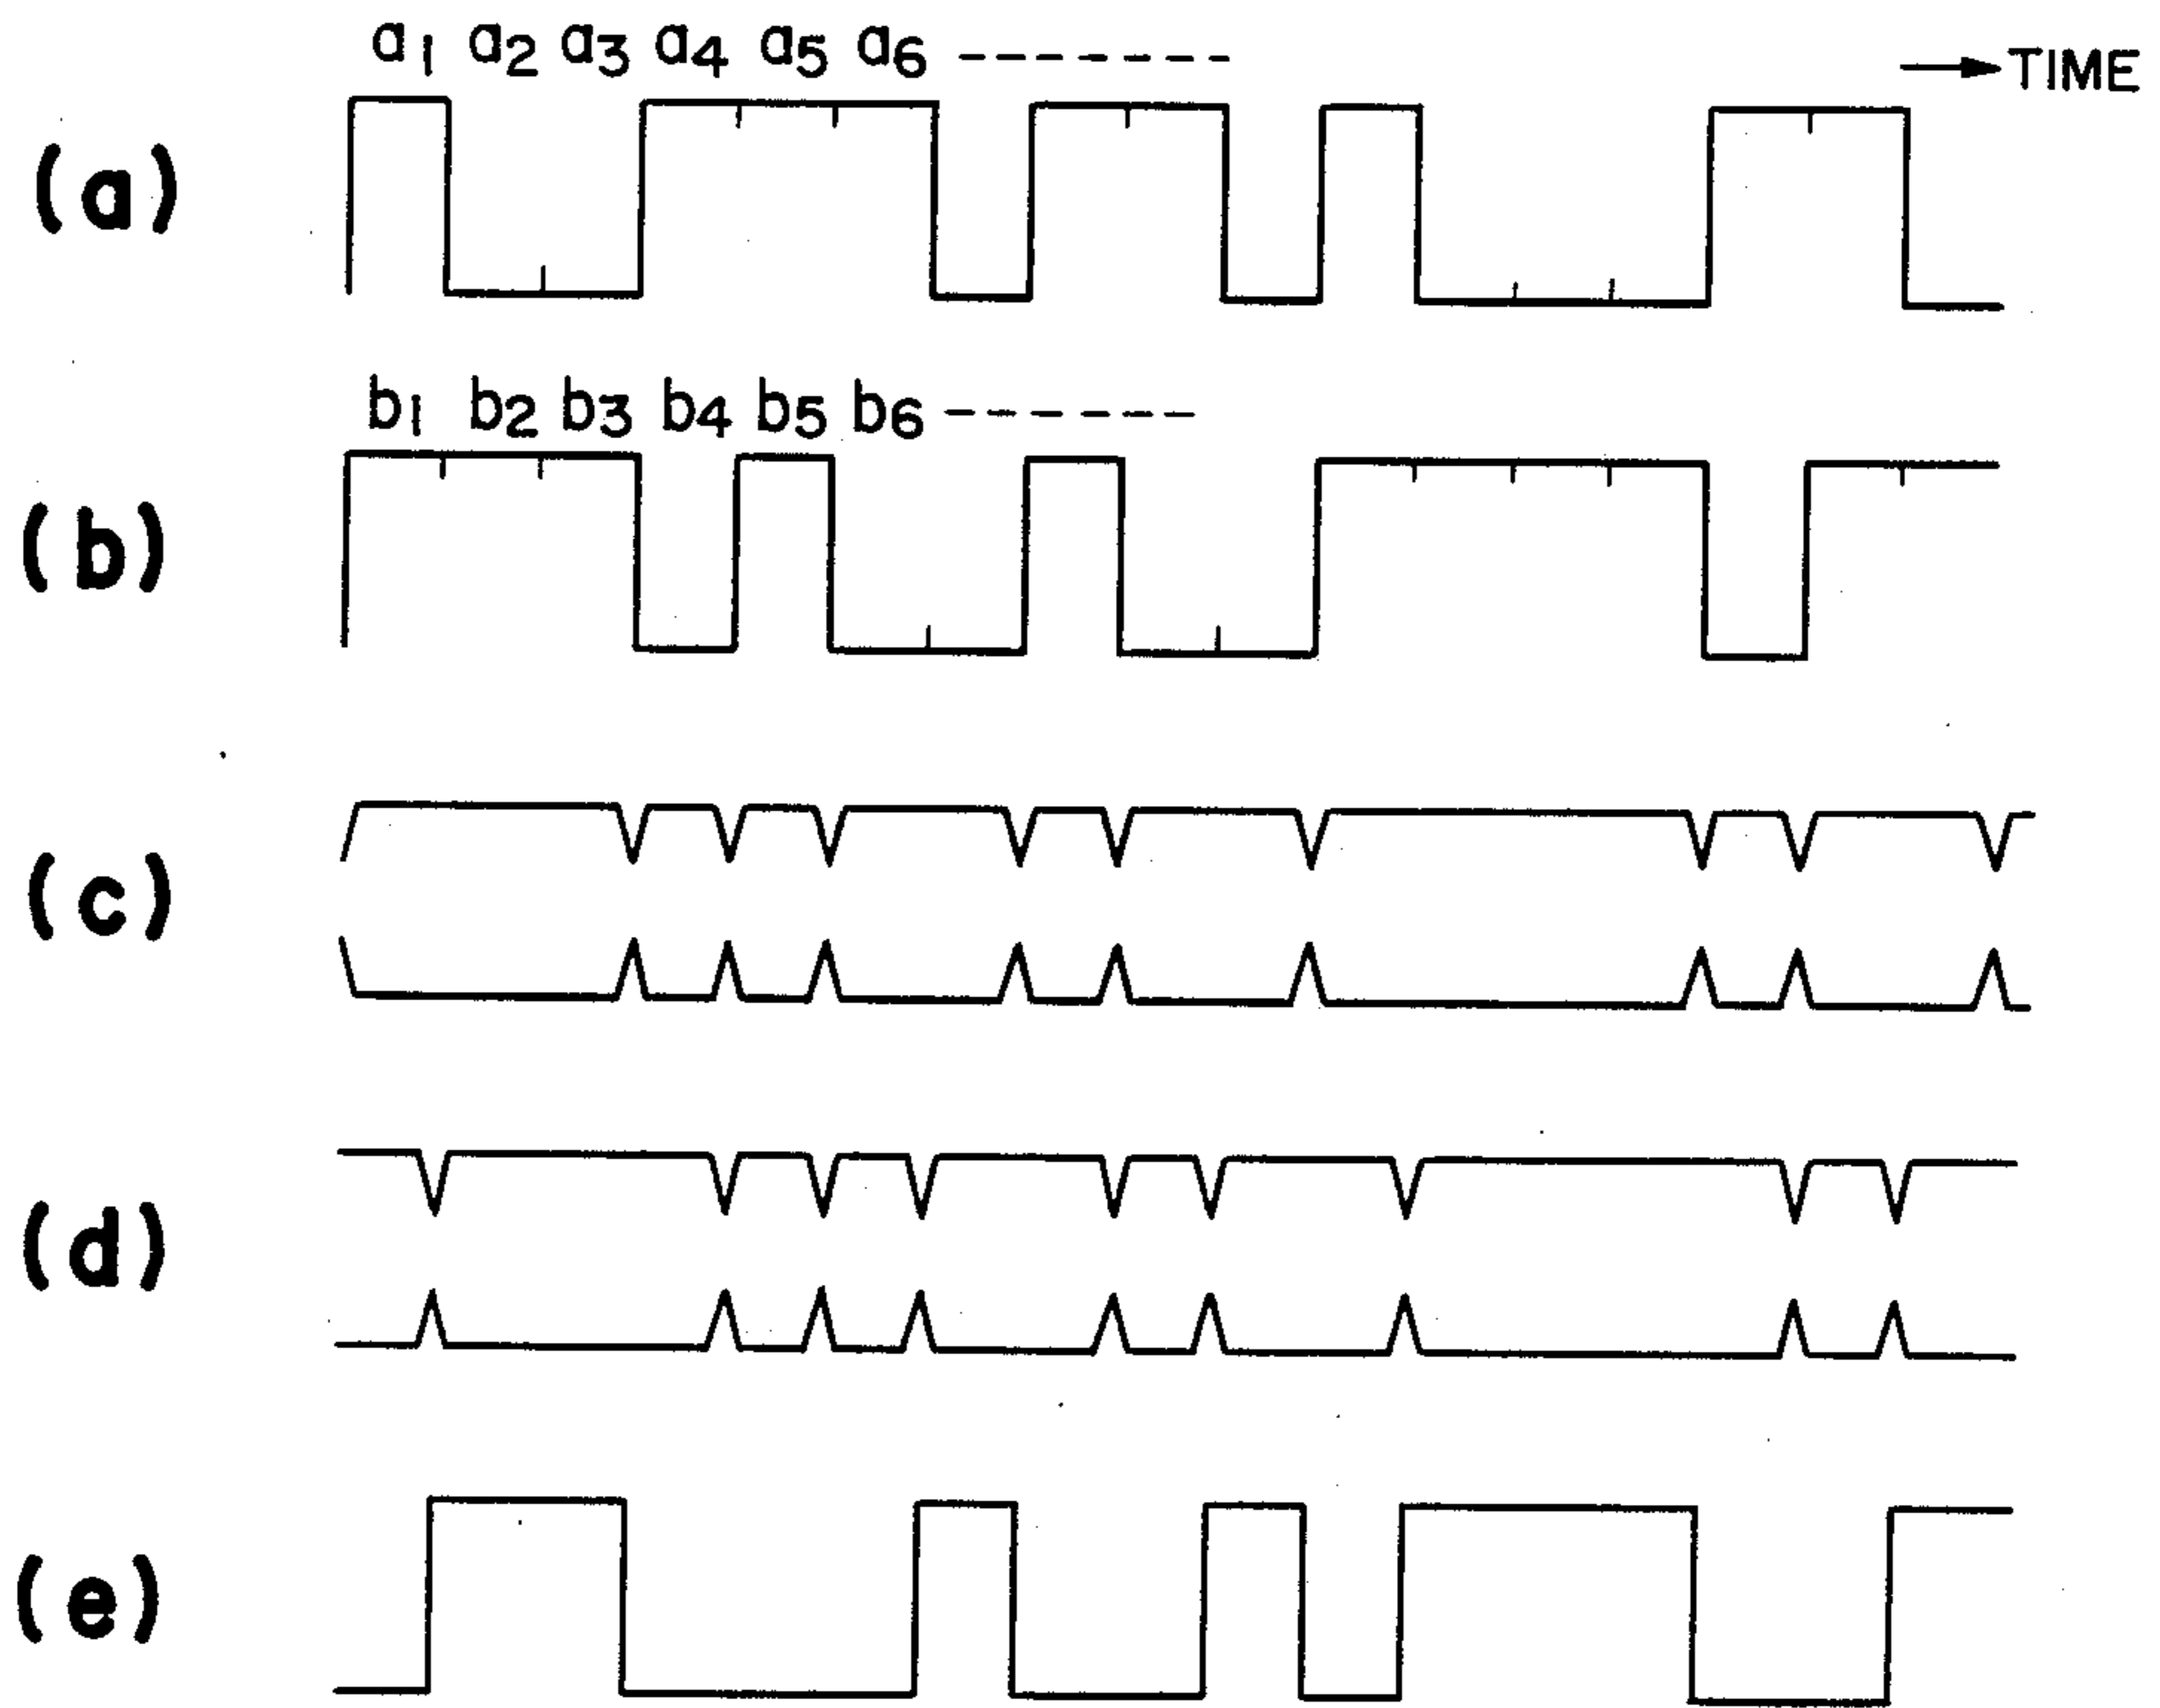 a1 a2 a3 a4 a5 a6 -------- TIME
(a)
b1 b2 b3 b4 b5 b6 ------
(b)
(c)
(d)
(e)